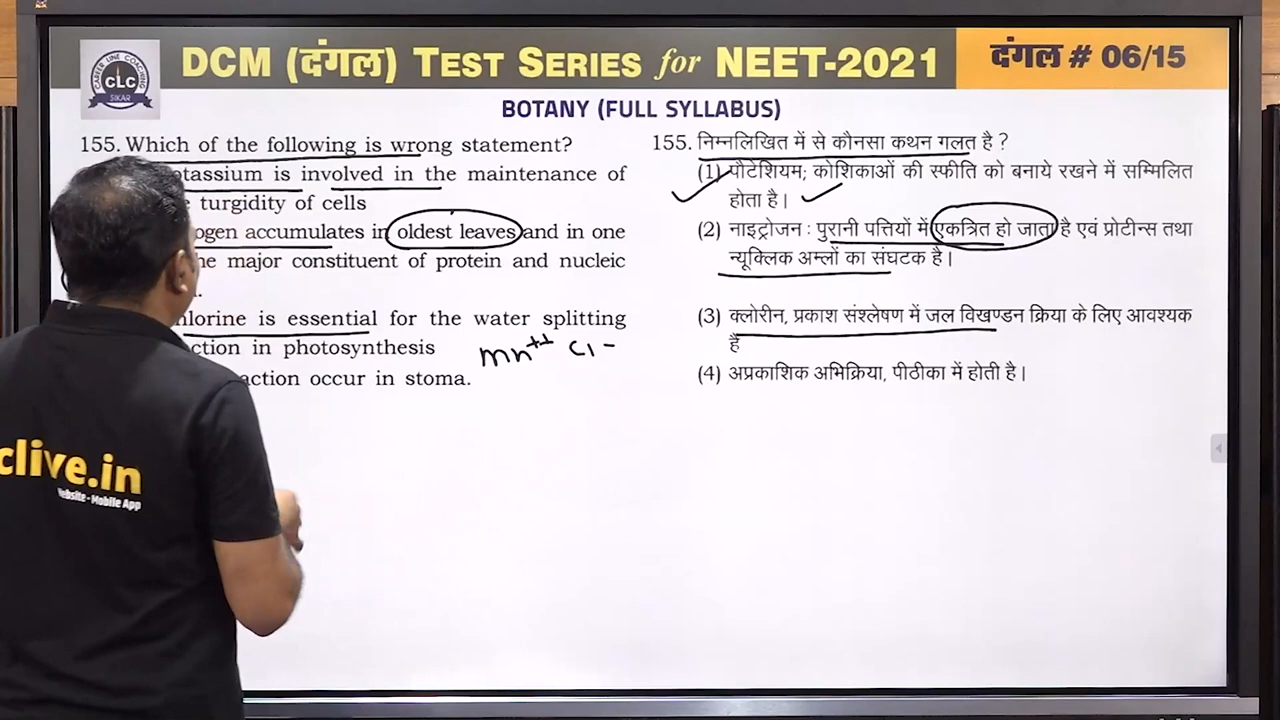 CAREER LINE COACHING
CLC
SIKAR
DCM (दंगल) TEST SERIES for NEET-2021
दंगल # 06/15
BOTANY (FULL SYLLABUS)
155. Which of the following is wrong statement?
tassium is involved in the maintenance of
turgidity of cells
ogen accumulates in oldest leaves and in one
he major constituent of protein and nucleic
hlorine is essential for the water splitting
ction in photosynthesis
mn++ Cl -
action occur in stoma.
155. निम्नलिखित में से कौनसा कथन गलत है ?
(1) पौटेशियम; कोशिकाओं की स्फीति को बनाये रखने में सम्मिलित
होता है।
(2) नाइट्रोजन : पुरानी पत्तियों में एकत्रित हो जाता है एवं प्रोटीन्स तथा
न्यूक्लिक अम्लों का संघटक है।
(3) क्लोरीन, प्रकाश संश्लेषण में जल विखण्डन क्रिया के लिए आवश्यक
है
(4) अप्रकाशिक अभिक्रिया, पीठीका में होती है।
clive.in
Website - Mobile App